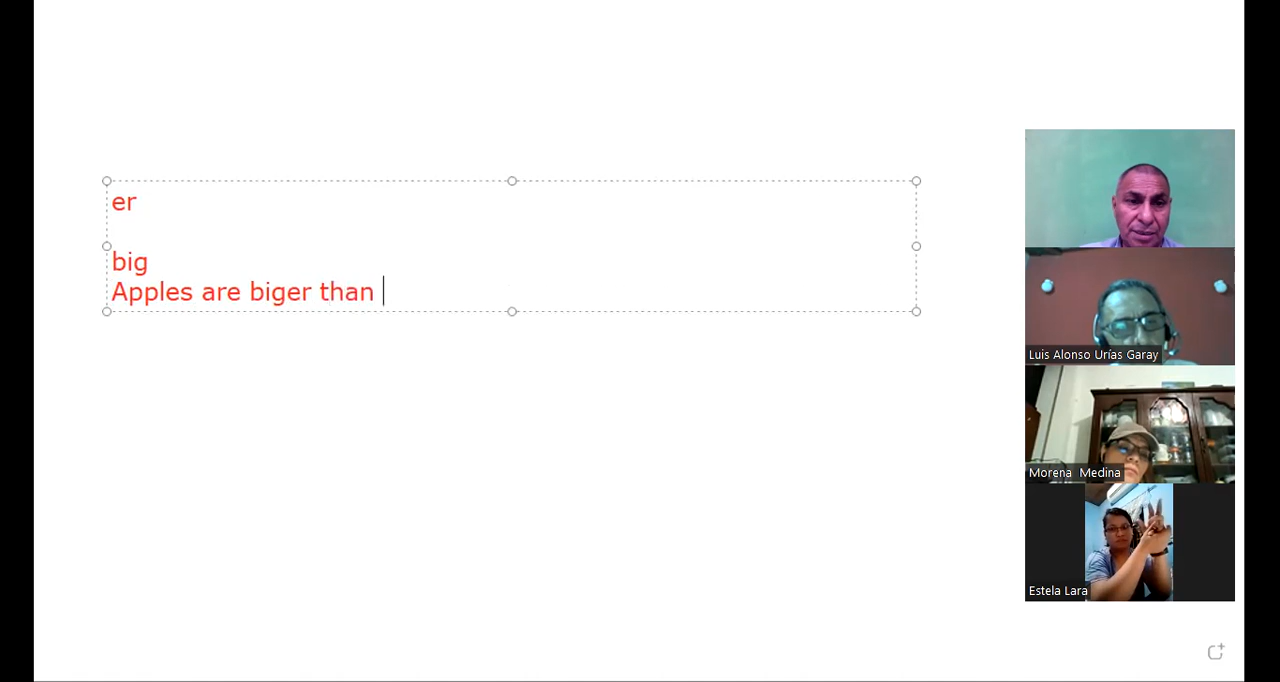 er
big
Apples are biger than
Luis Alonso Urías Garay
Morena Medina
Estela Lara